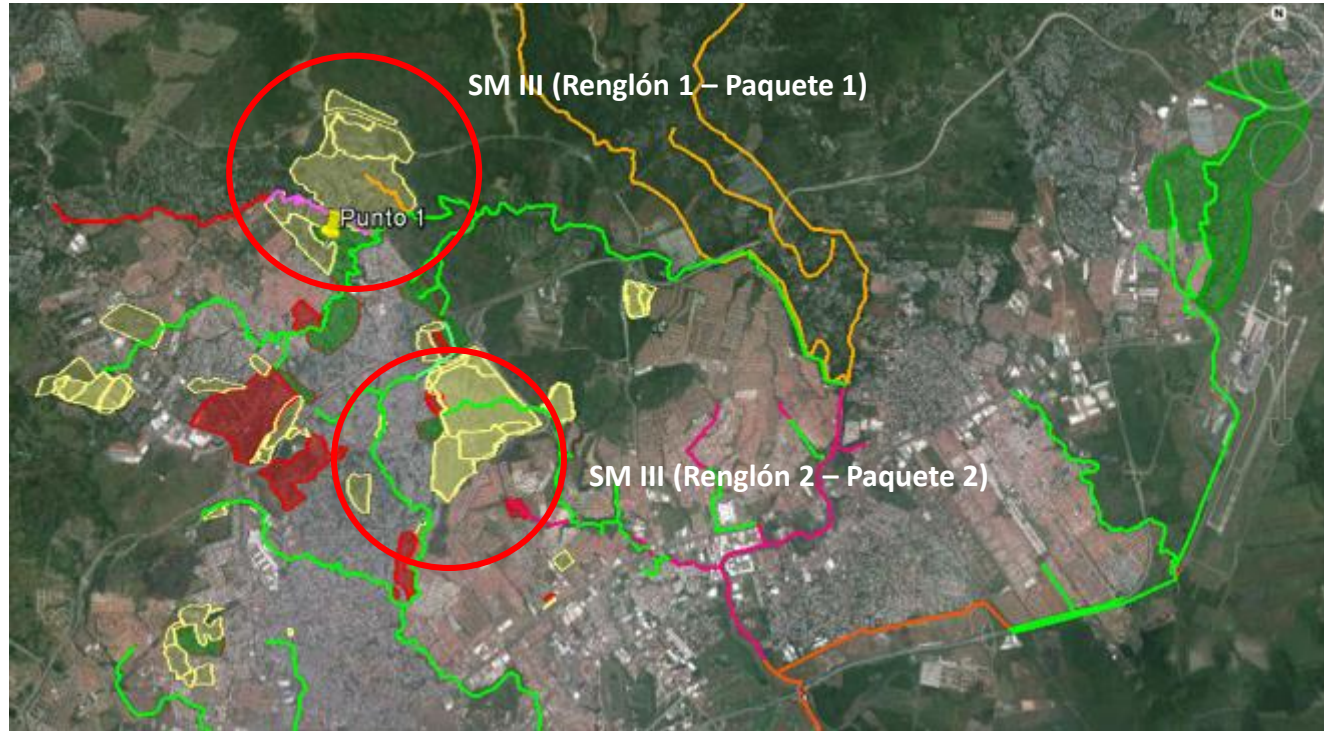 N
SM III (Renglón 1 – Paquete 1)
Punto 1
SM III (Renglón 2 – Paquete 2)